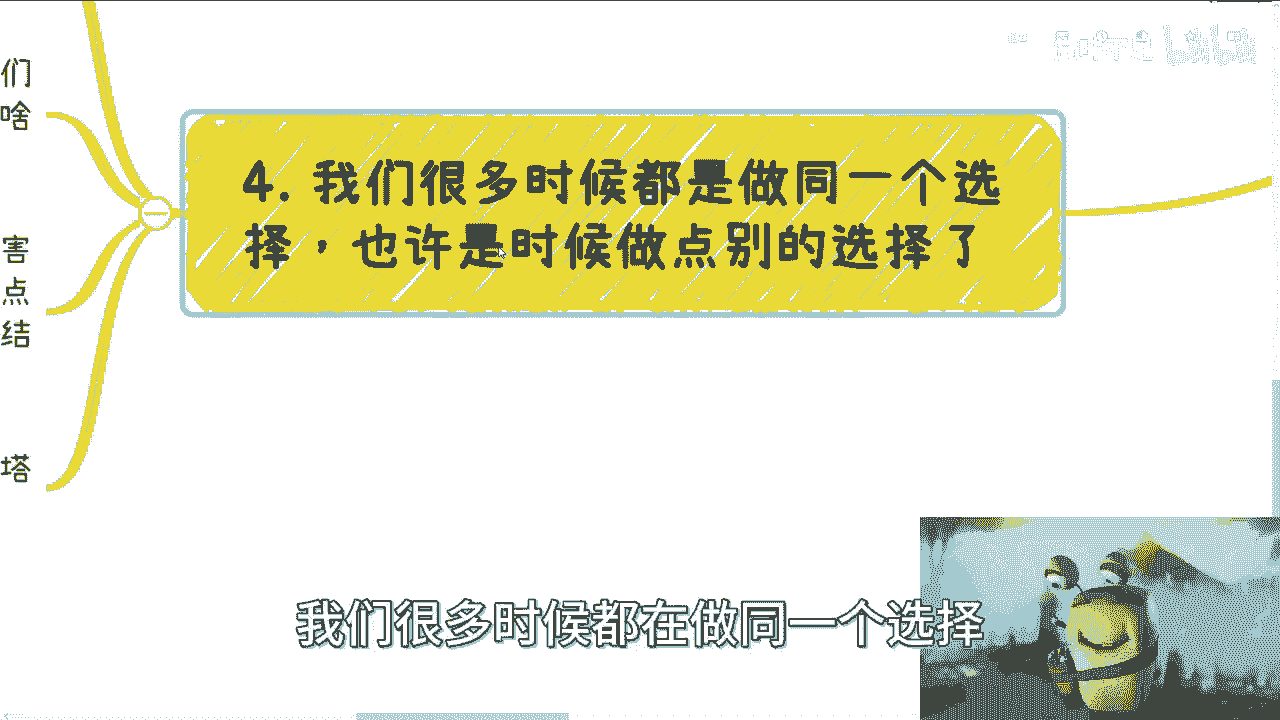 们
啥
害
点
结
塔
4. 我们很多时候都是做同一个选
择，也许是时候做点别的选择了
我们很多时候都在做同一个选择